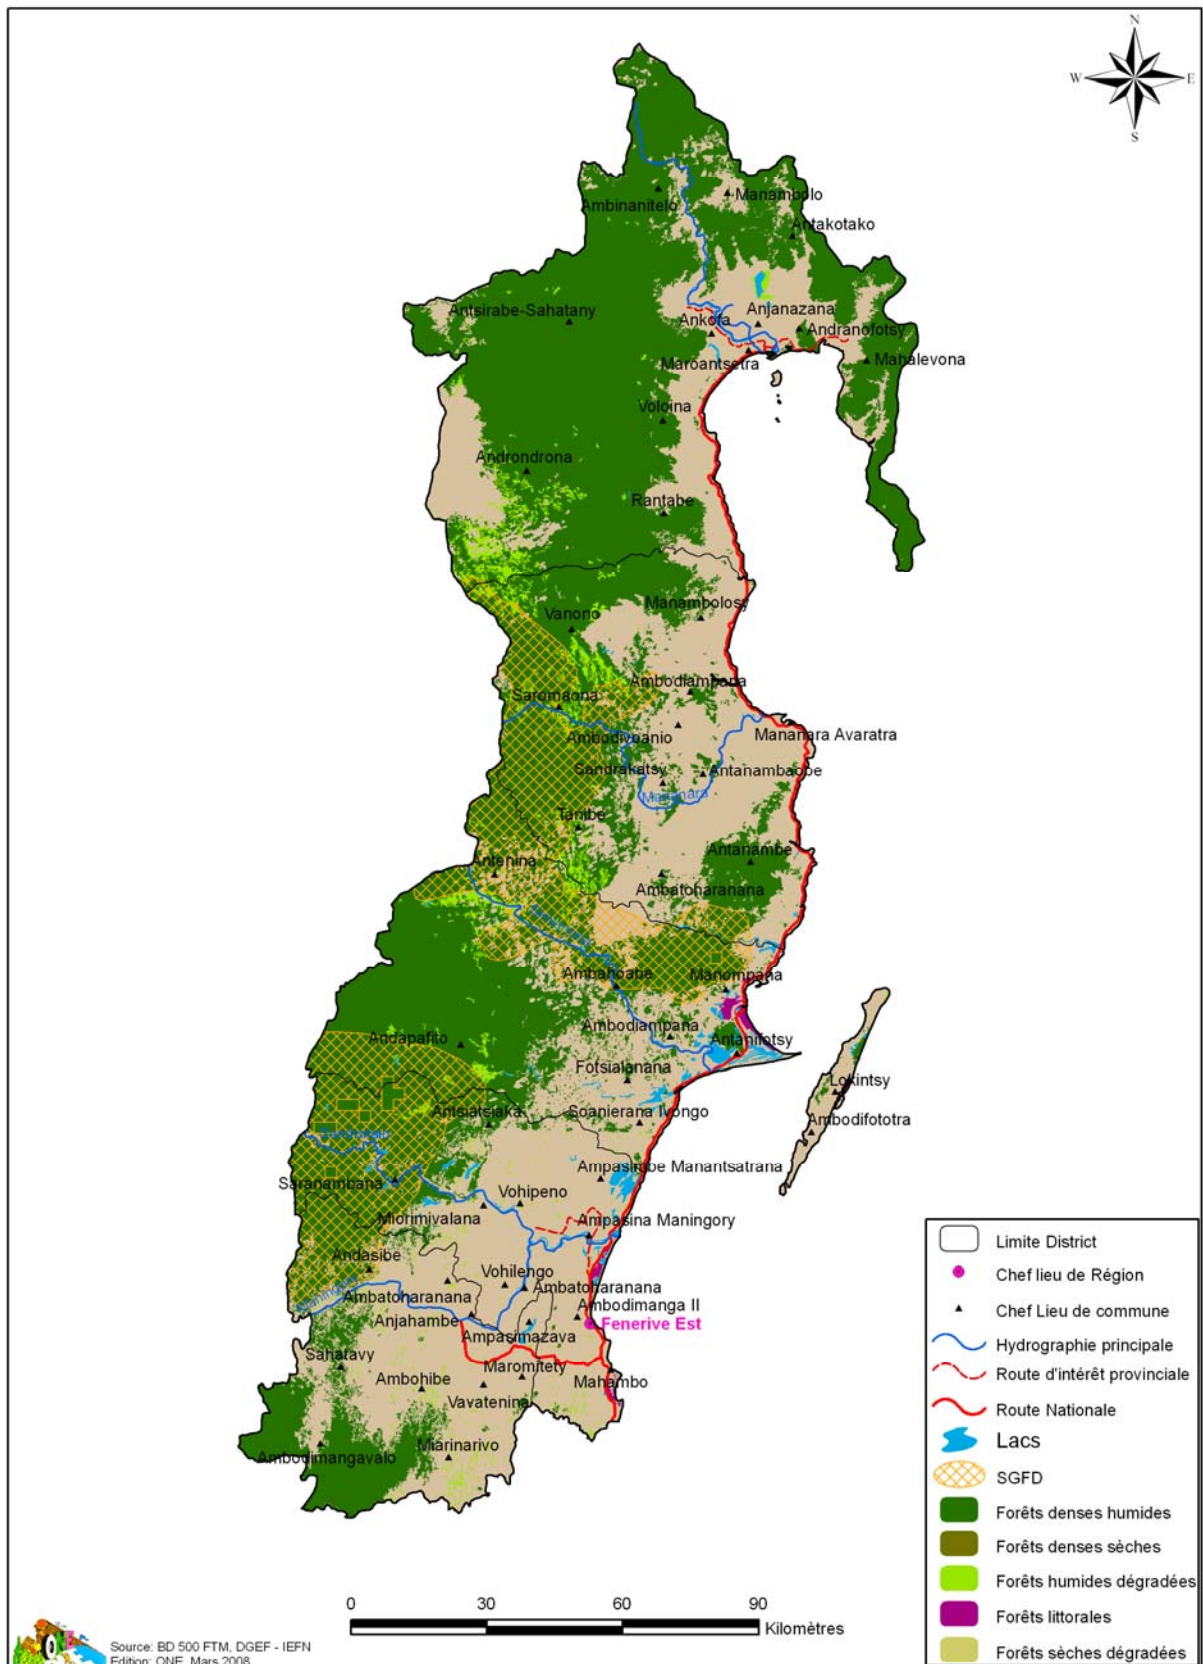 N
W E
S
Ambinanitelo
Manambolo
Antakotako
Antsirabe-Sahatany
Ankofa
Anjanazana
Andranofotsy
Maroantsetra
Mahalevona
Voloina
Androndrona
Rantabe
Vanono
Manambolosy
Saromaona
Ambodiampana
Ambodivoanio
Mananara Avaratra
Sandrakatsy
Antanambaobe
Mananara
Tanibe
Antanambe
Antenina
Ambatoharanana
Ambahoabe
Manompana
Ambodiampana
Antanifotsy
Andapafito
Fotsialanana
Lokintsy
Antsiatsiaka
Soanierana Ivongo
Ambodifototra
Ampasimbe Manantsatrana
Saranambana
Vohipeno
Miorimivalana
Ampasina Maningory
Andasibe
Vohilengo
Ambatoharanana
Ambatoharanana
Maningory
Ambodimanga II
Anjahambe
Fenerive Est
Ampasimazava
Sahatavy
Maromitety
Ambohibe
Mahambo
Vavatenina
Miarinarivo
Ambodimangavalo
Limite District
Chef lieu de Région
Chef Lieu de commune
Hydrographie principale
Route d'intérêt provinciale
Route Nationale
Lacs
SGFD
Forêts denses humides
Forêts denses sèches
Forêts humides dégradées
Forêts littorales
Forêts sèches dégradées
0 30 60 90
Kilomètres
Source: BD 500 FTM, DGEF - IEFN
Edition: ONE, Mars 2008